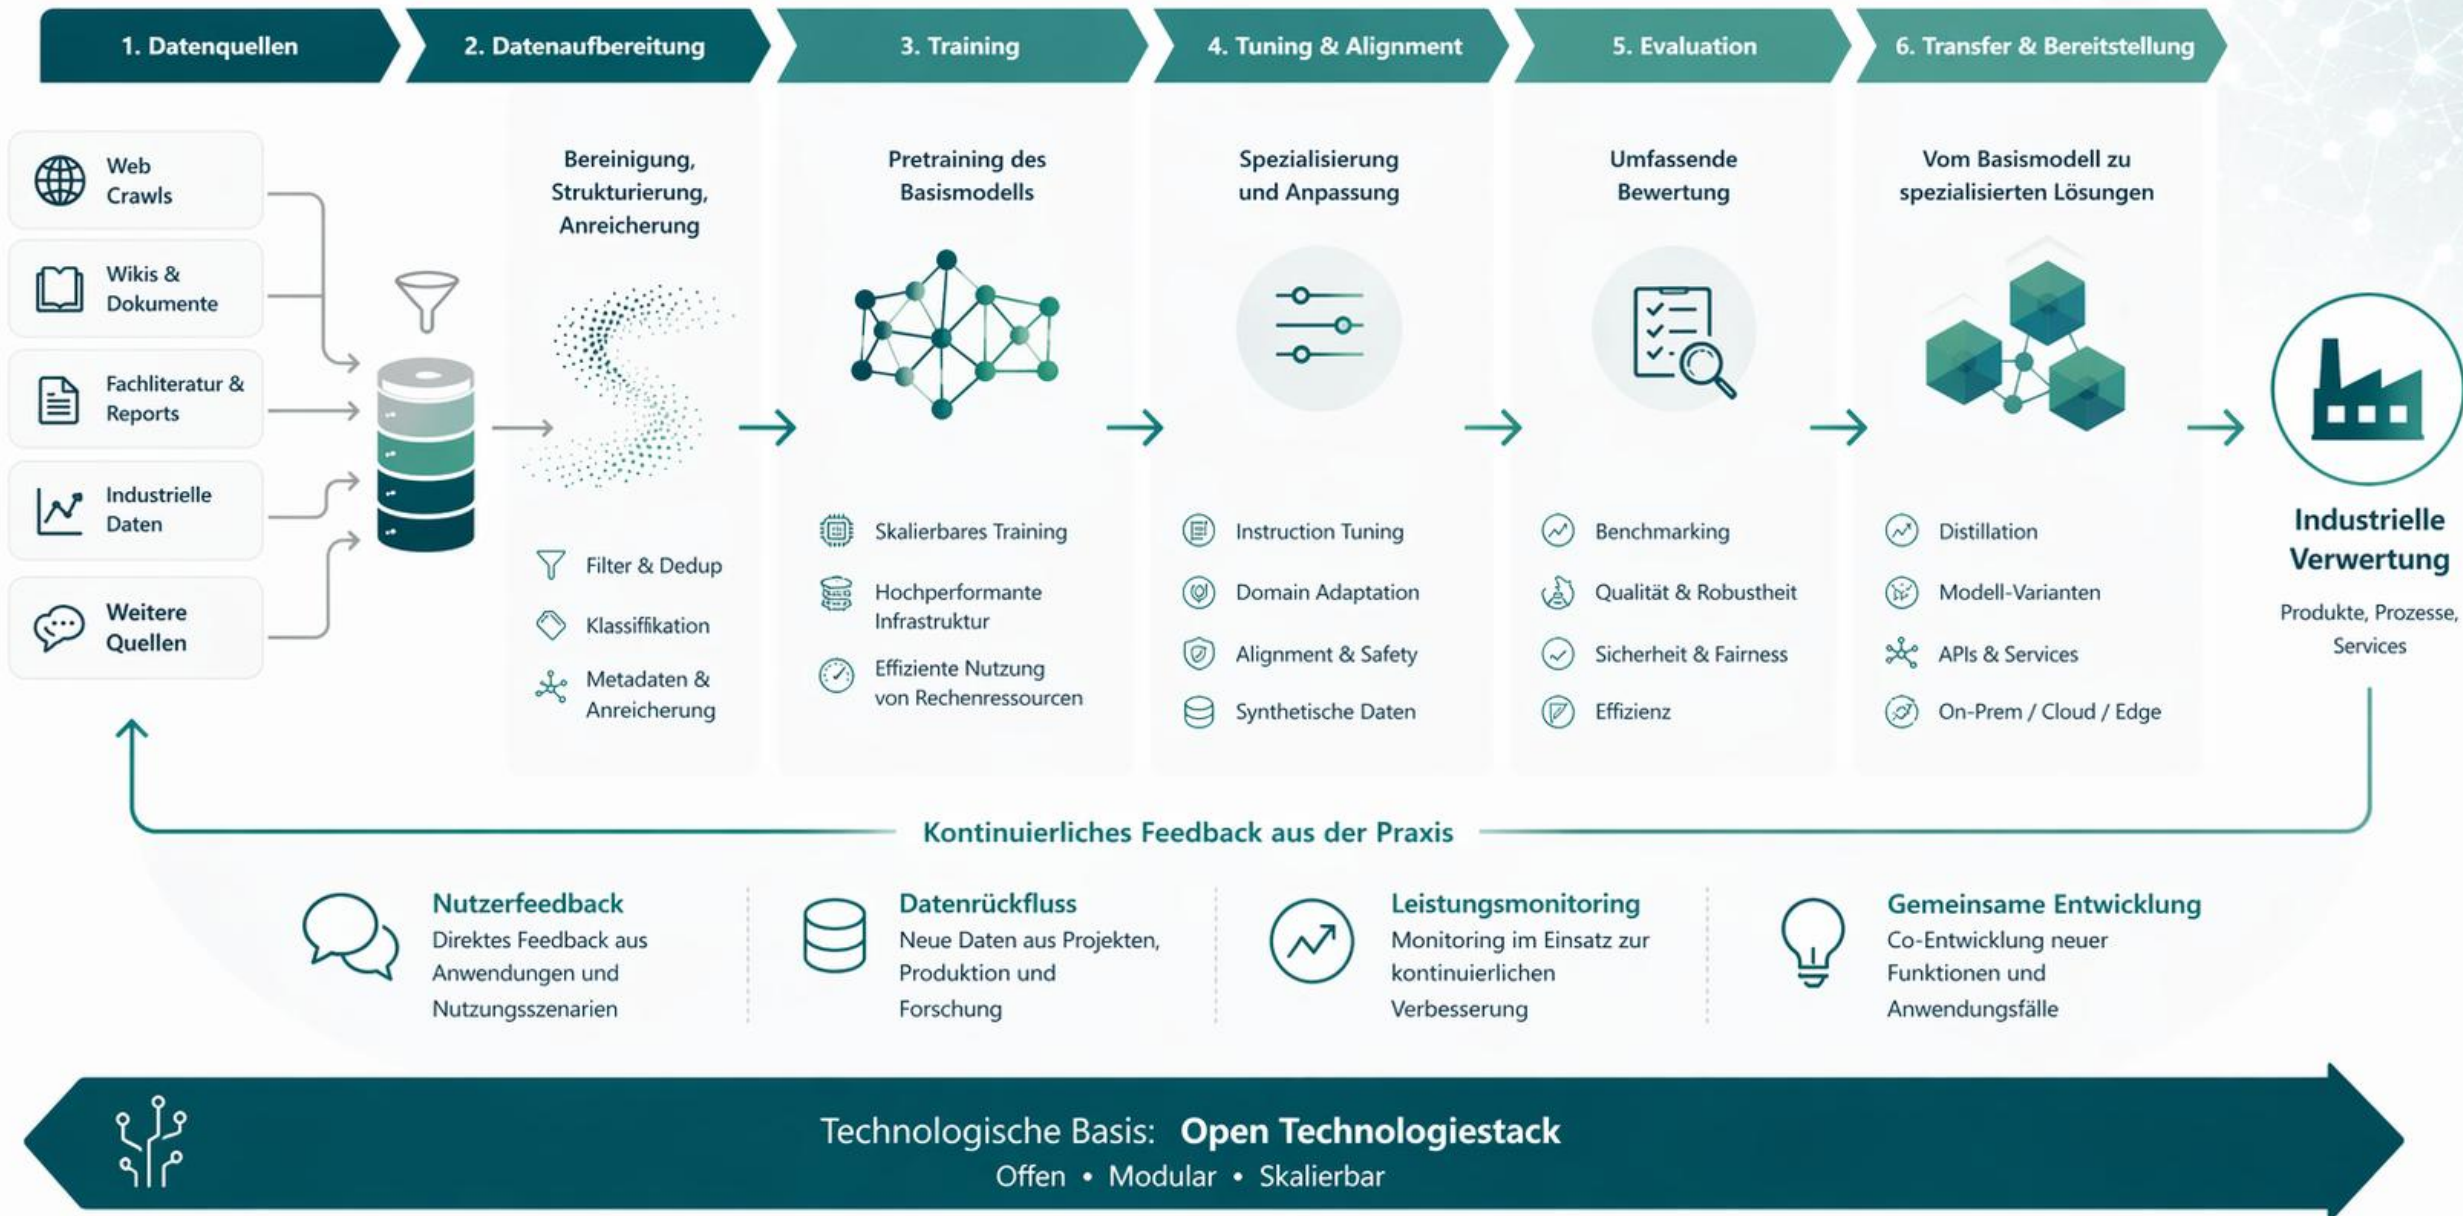 1. Datenquellen
2. Datenaufbereitung
3. Training
4. Tuning & Alignment
5. Evaluation
6. Transfer & Bereitstellung
Web
Crawls
Wikis &
Dokumente
Fachliteratur &
Reports
Industrielle
Daten
Weitere
Quellen
Bereinigung,
Strukturierung,
Anreicherung
Filter & Dedup
Klassiffikation
Metadaten &
Anreicherung
Pretraining des
Basismodells
Skalierbares Training
Hochperformante
Infrastruktur
Effiziente Nutzung
von Rechenressourcen
Spezialisierung
und Anpassung
Instruction Tuning
Domain Adaptation
Alignment & Safety
Synthetische Daten
Umfassende
Bewertung
Benchmarking
Qualität & Robustheit
Sicherheit & Fairness
Effizienz
Vom Basismodell zu
spezialisierten Lösungen
Distillation
Modell-Varianten
APIs & Services
On-Prem / Cloud / Edge
Industrielle
Verwertung
Produkte, Prozesse,
Services
Kontinuierliches Feedback aus der Praxis
Nutzerfeedback
Direktes Feedback aus
Anwendungen und
Nutzungsszenarien
Datenrückfluss
Neue Daten aus Projekten,
Produktion und
Forschung
Leistungsmonitoring
Monitoring im Einsatz zur
kontinuierlichen
Verbesserung
Gemeinsame Entwicklung
Co-Entwicklung neuer
Funktionen und
Anwendungsfälle
Technologische Basis: Open Technologiestack
Offen • Modular • Skalierbar